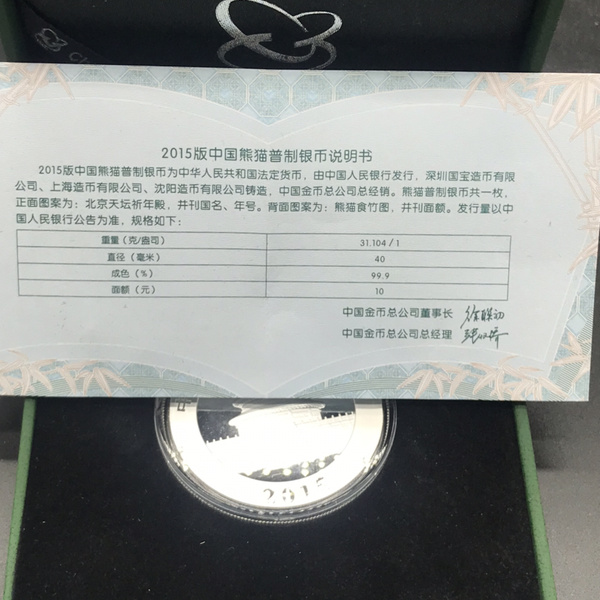 2015版中国熊猫普制银币说明书
2015版中国熊猫普制银币为中华人民共和国法定货币，由中国人民银行发行，深圳国宝造币有限
公司、上海造币有限公司、沈阳造币有限公司铸造，中国金币总公司总经销。熊猫普制银币共一枚，
正面图案为：北京天坛祈年殿，并刊国名、年号。背面图案为：熊猫食竹图，并刊面额。发行量以中
国人民银行公告为准，规格如下：
重量（克/盎司） 31.104 / 1
直径（毫米） 40
成色（%） 99.9
面额（元） 10
中国金币总公司董事长
中国金币总公司总经理
中
2015